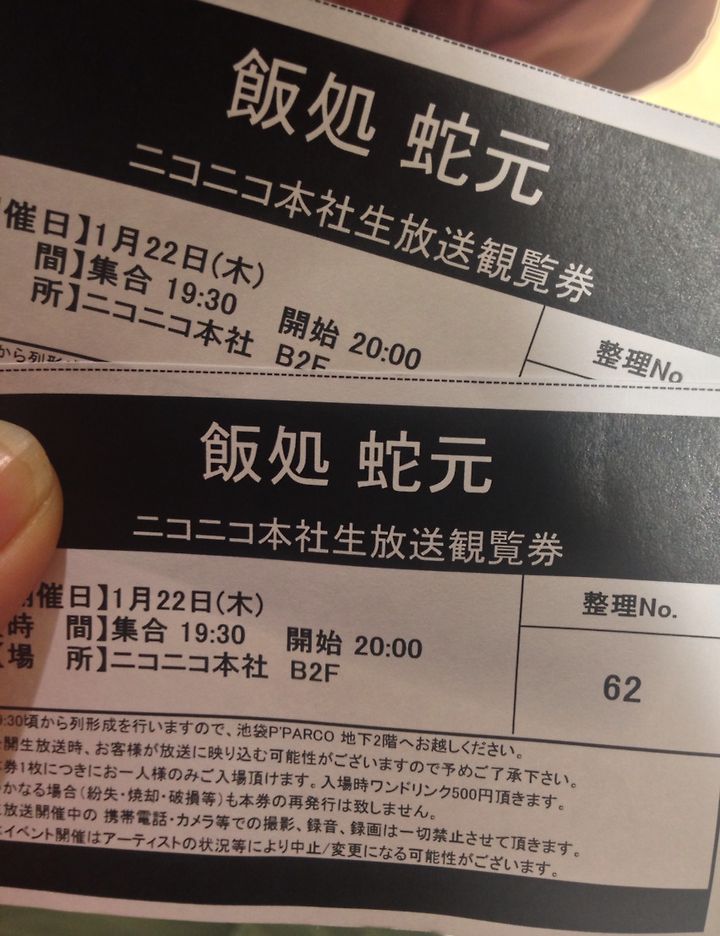 飯処 蛇元
ニコニコ本社生放送観覧券
催日】1月22日(木)
間】集合 19:30 開始 20:00
所】ニコニコ本社 B2F
整理No
から列形
飯処 蛇元
ニコニコ本社生放送観覧券
開催日】1月22日(木)
【時 間】集合 19:30 開始 20:00
【場 所】ニコニコ本社 B2F
整理No.
62
9:30頃から列形成を行いますので、池袋P'PARCO 地下2階へお越しください。
開生放送時、お客様が放送に映り込む可能性がございますので予めご了承下さい。
券1枚につきにお一人様のみご入場頂けます。入場時ワンドリンク500円頂きます。
かなる場合(紛失・焼却・破損等)も本券の再発行は致しません。
放送開催中の 携帯電話・カメラ等での撮影、録音、録画は一切禁止させて頂きます。
イベント開催はアーティストの状況等により中止/変更になる可能性がございます。